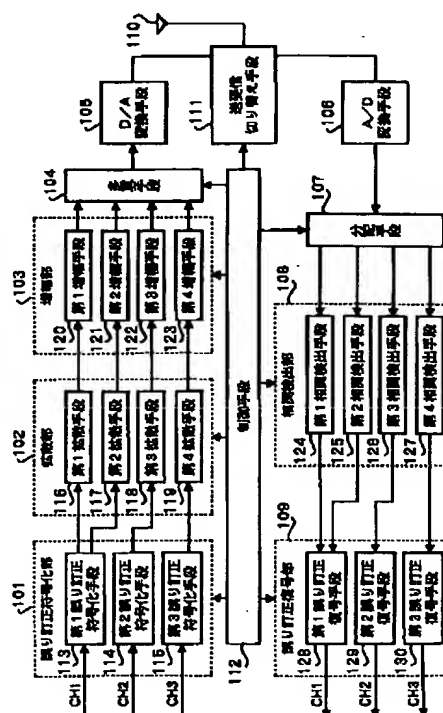 110
105
D/A
変換手段
111
送受信
切り替え手段
106
A/D
変換手段
104
多重手段
107
分配手段
103
増幅部
120
第1増幅手段
121
第2増幅手段
122
第3増幅手段
123
第4増幅手段
102
拡散部
116
第1拡散手段
117
第2拡散手段
118
第3拡散手段
119
第4拡散手段
101
誤り訂正符号化部
113
第1誤り訂正
符号化手段
114
第2誤り訂正
符号化手段
115
第3誤り訂正
符号化手段
CH1
CH2
CH3
112
制御手段
108
相関検出部
124
第1相関検出手段
125
第2相関検出手段
126
第3相関検出手段
127
第4相関検出手段
109
誤り訂正信号部
128
第1誤り訂正
信号手段
129
第2誤り訂正
信号手段
130
第3誤り訂正
信号手段
CH1
CH2
CH3